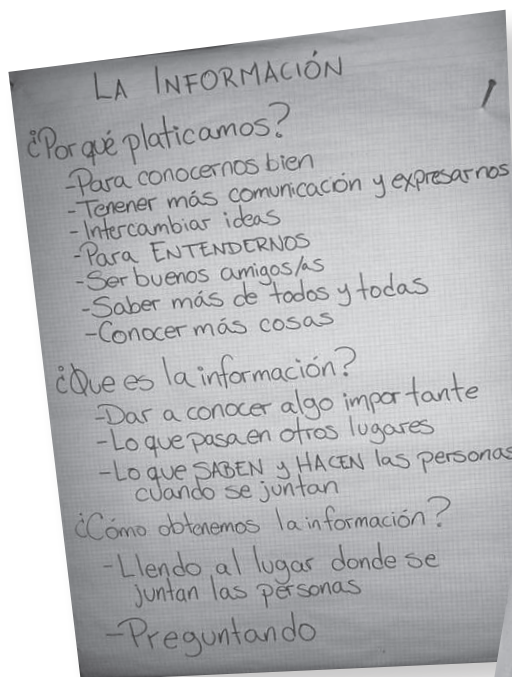 LA INFORMACIÓN
¿Por qué platicamos?
-Para conocernos bien
-Tenener más comunicación y expresarnos
-Intercambiar ideas
-Para ENTENDERNOS
-Ser buenos amigos/as
-Saber más de todos y todas
-Conocer más cosas
¿Que es la información?
-Dar a conocer algo importante
-Lo que pasa en otros lugares
-Lo que SABEN y HACEN las personas
cuando se juntan
¿Cómo obtenemos la información?
-Llendo al lugar donde se
juntan las personas
-Preguntando